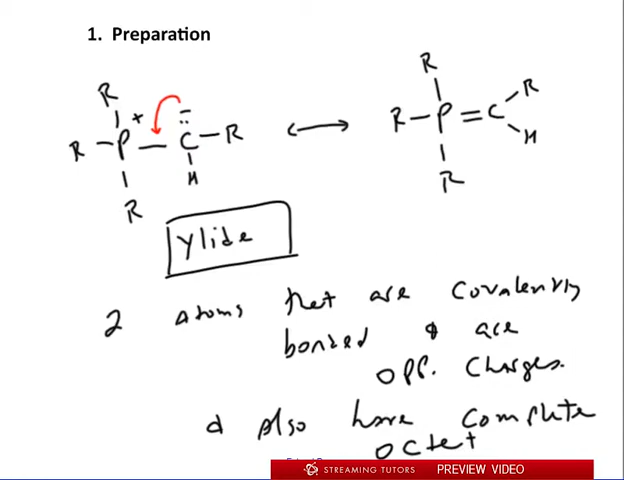 1. Preparation
R R
R – P + – C – R ⟷ R – P = C
R H R H
R
Ylide
2 Atoms that are covalently
bonded & are
opp. Charges.
& also have complete
octet
STREAMING TUTORS PREVIEW VIDEO